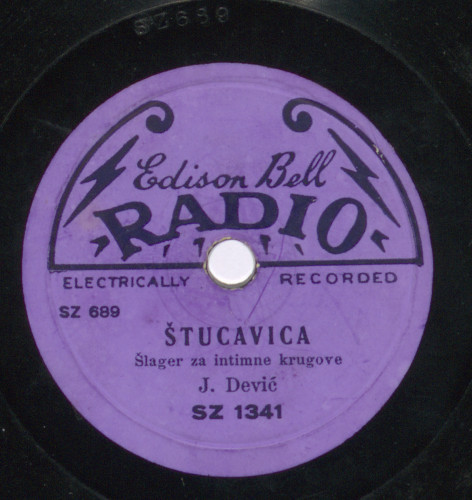 SZ689
Edison Bell
RADIO
ELECTRICALLY RECORDED
SZ 689
ŠTUCAVICA
Šlager za intimne krugove
J. Dević
SZ 1341